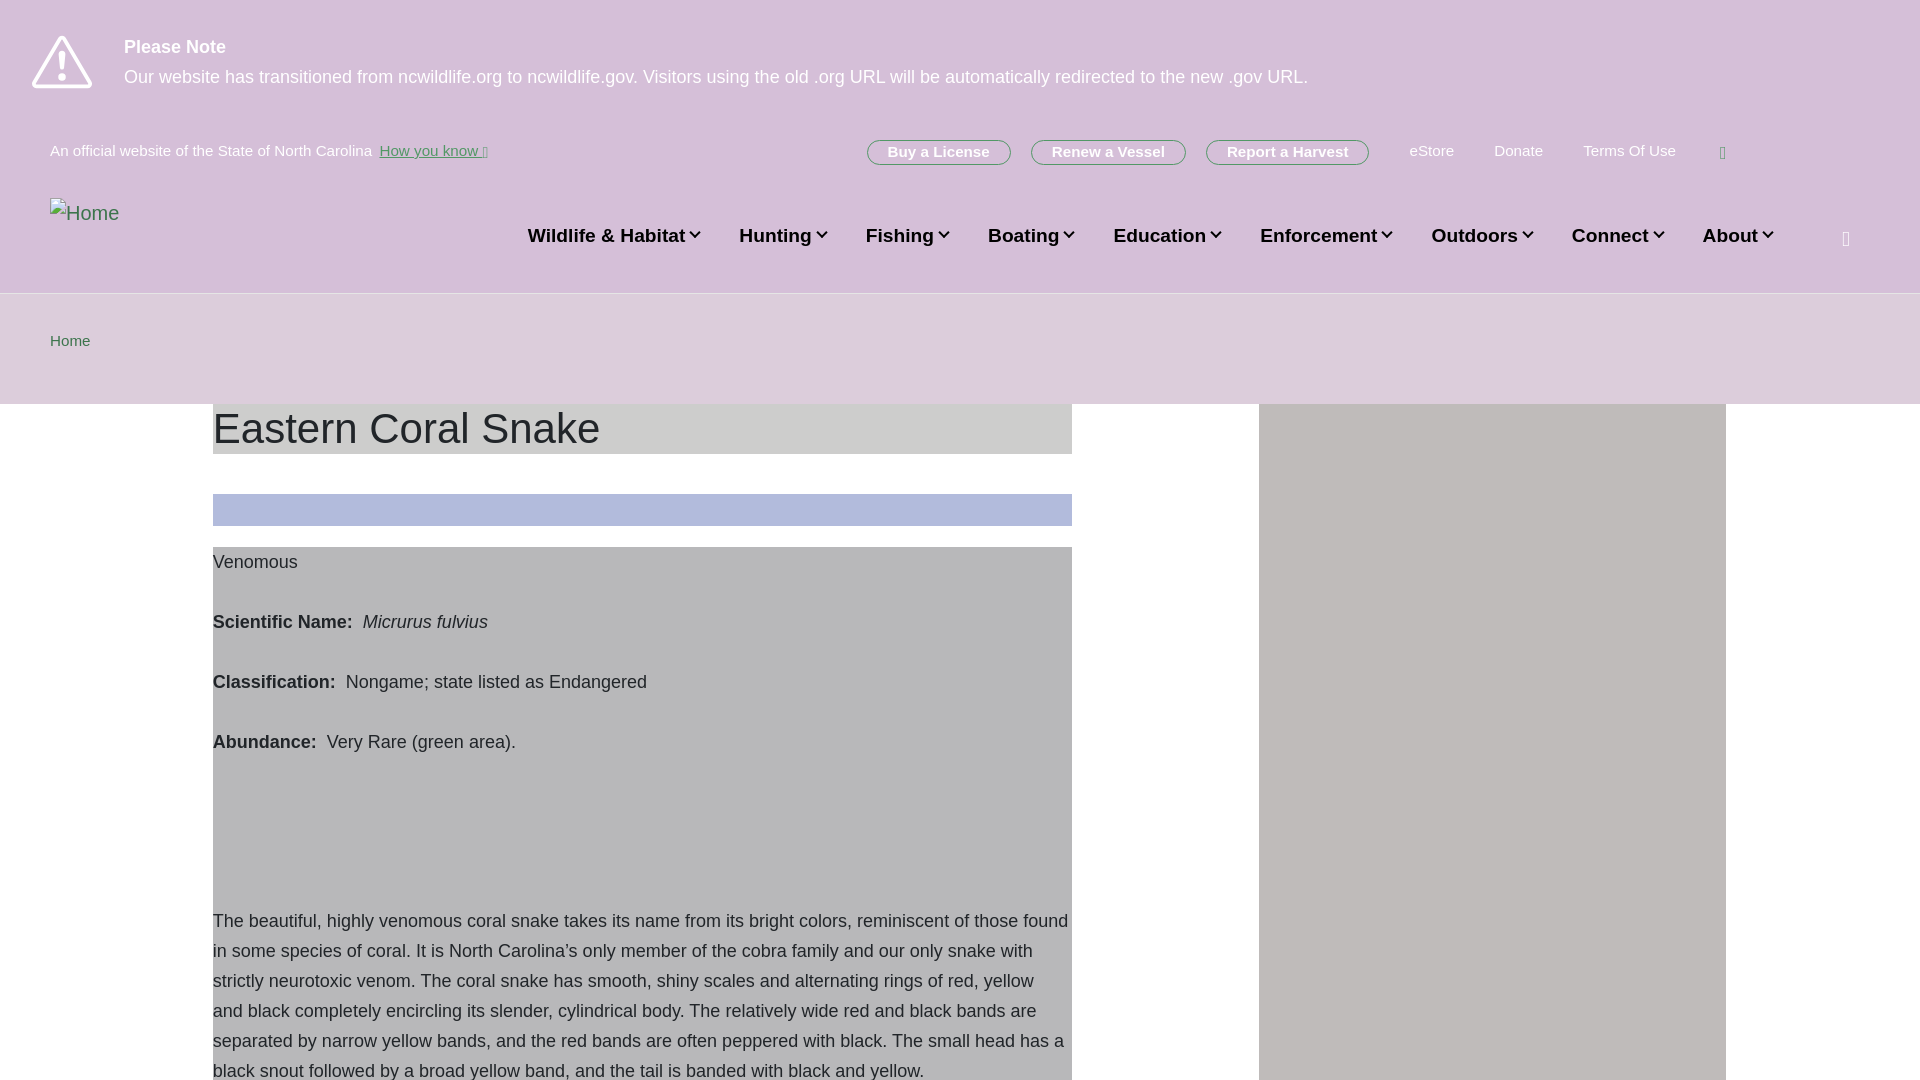 Please Note
Our website has transitioned from ncwildlife.org to ncwildlife.gov. Visitors using the old .org URL will be automatically redirected to the new .gov URL.
An official website of the State of North Carolina How you know
Buy a License Renew a Vessel Report a Harvest eStore Donate Terms Of Use
Home
Wildlife & Habitat Hunting Fishing Boating Education Enforcement Outdoors Connect About
Home
Eastern Coral Snake
Venomous
Scientific Name: Micrurus fulvius
Classification: Nongame; state listed as Endangered
Abundance: Very Rare (green area).
The beautiful, highly venomous coral snake takes its name from its bright colors, reminiscent of those found
in some species of coral. It is North Carolina’s only member of the cobra family and our only snake with
strictly neurotoxic venom. The coral snake has smooth, shiny scales and alternating rings of red, yellow
and black completely encircling its slender, cylindrical body. The relatively wide red and black bands are
separated by narrow yellow bands, and the red bands are often peppered with black. The small head has a
black snout followed by a broad yellow band, and the tail is banded with black and yellow.